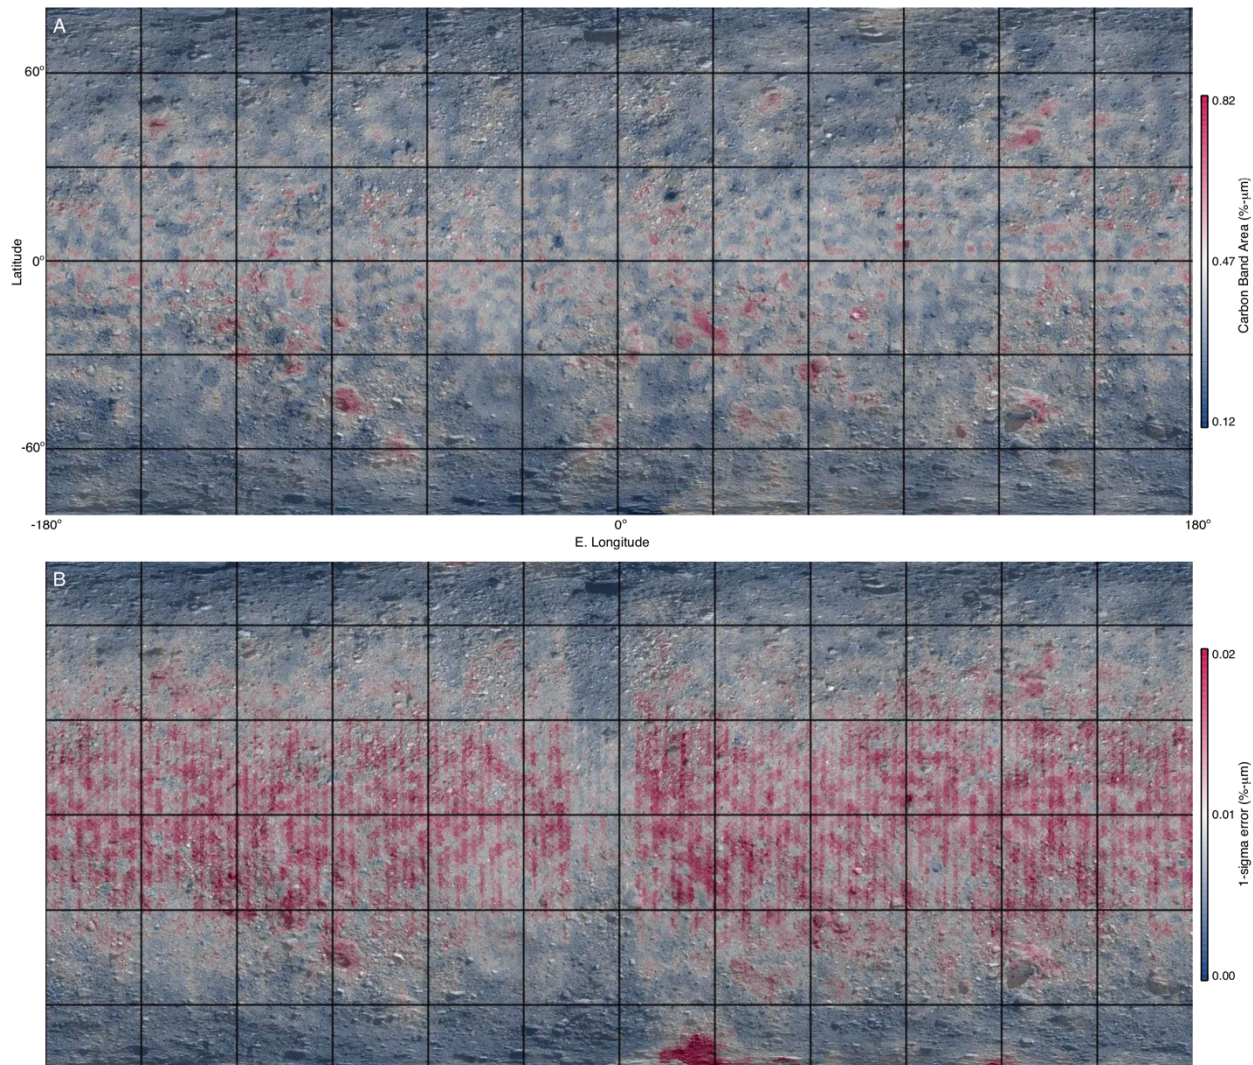 A
60°
0°
-60°
Latitude
-180°
0°
180°
E. Longitude
0.82
0.47
0.12
Carbon Band Area (%-µm)
B
0.02
0.01
0.00
1-sigma error (%-µm)